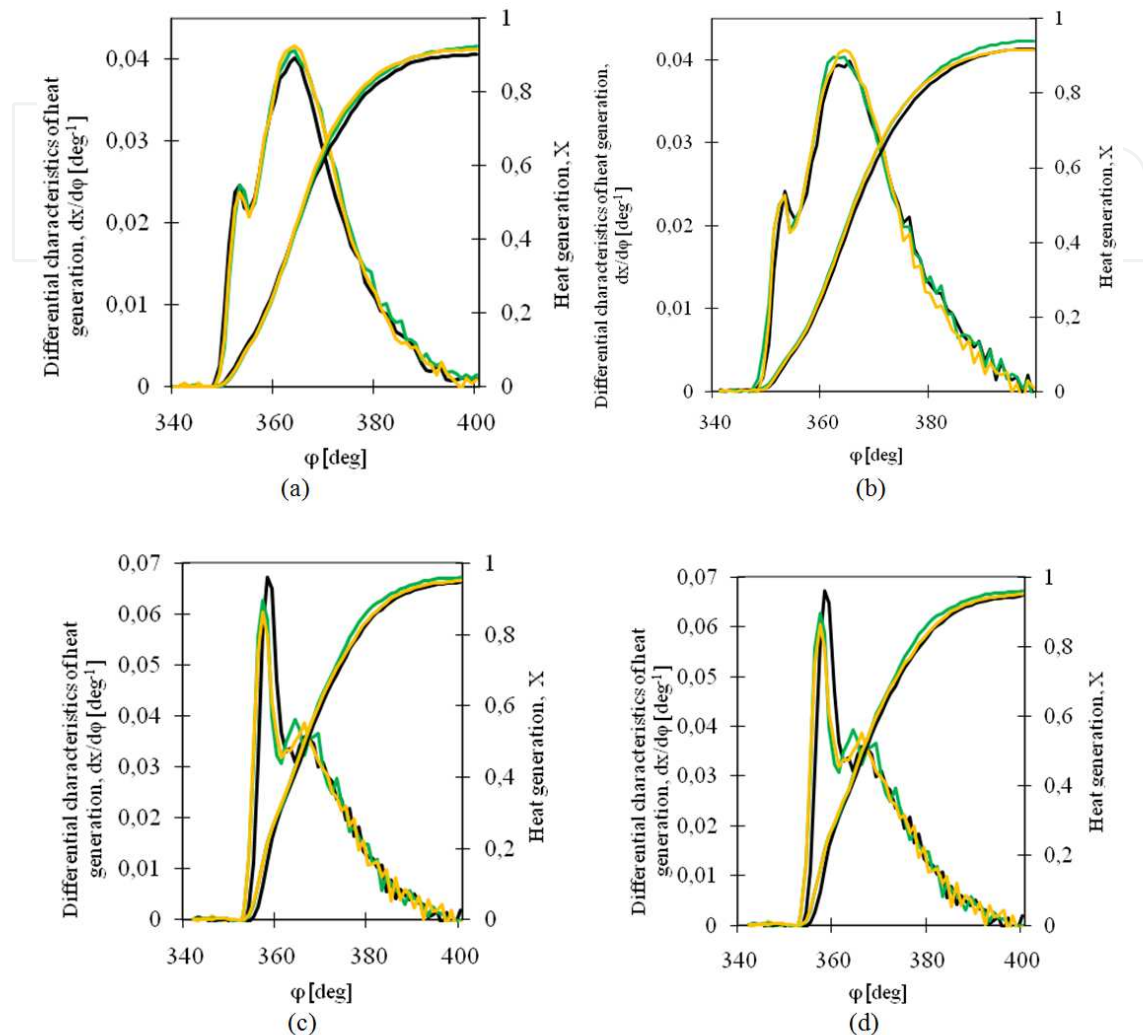 0,04
0,03
0,02
0,01
0
1
0,8
0,6
0,4
0,2
0
340 360 380 400
Differential characteristics of heat
generation, dx/dφ [deg⁻¹]
Heat generation, X
φ [deg]
(a)
0.04
0.03
0.02
0.01
0
1
0,8
0,6
0,4
0,2
0
340 360 380
Differential characteristics of heat generation,
dx/dφ [deg⁻¹]
Heat generation, X
φ [deg]
(b)
0,07
0,06
0,05
0,04
0,03
0,02
0,01
0
1
0,8
0,6
0,4
0,2
0
340 360 380 400
Differential characteristics of heat
generation, dx/dφ [deg⁻¹]
Heat generation, X
φ [deg]
(c)
0.07
0.06
0.05
0.04
0.03
0.02
0.01
0
1
0,8
0,6
0,4
0,2
0
340 360 380 400
Differential characteristics of heat
generation, dx/dφ [deg⁻¹]
Heat generation, X
φ [deg]
(d)